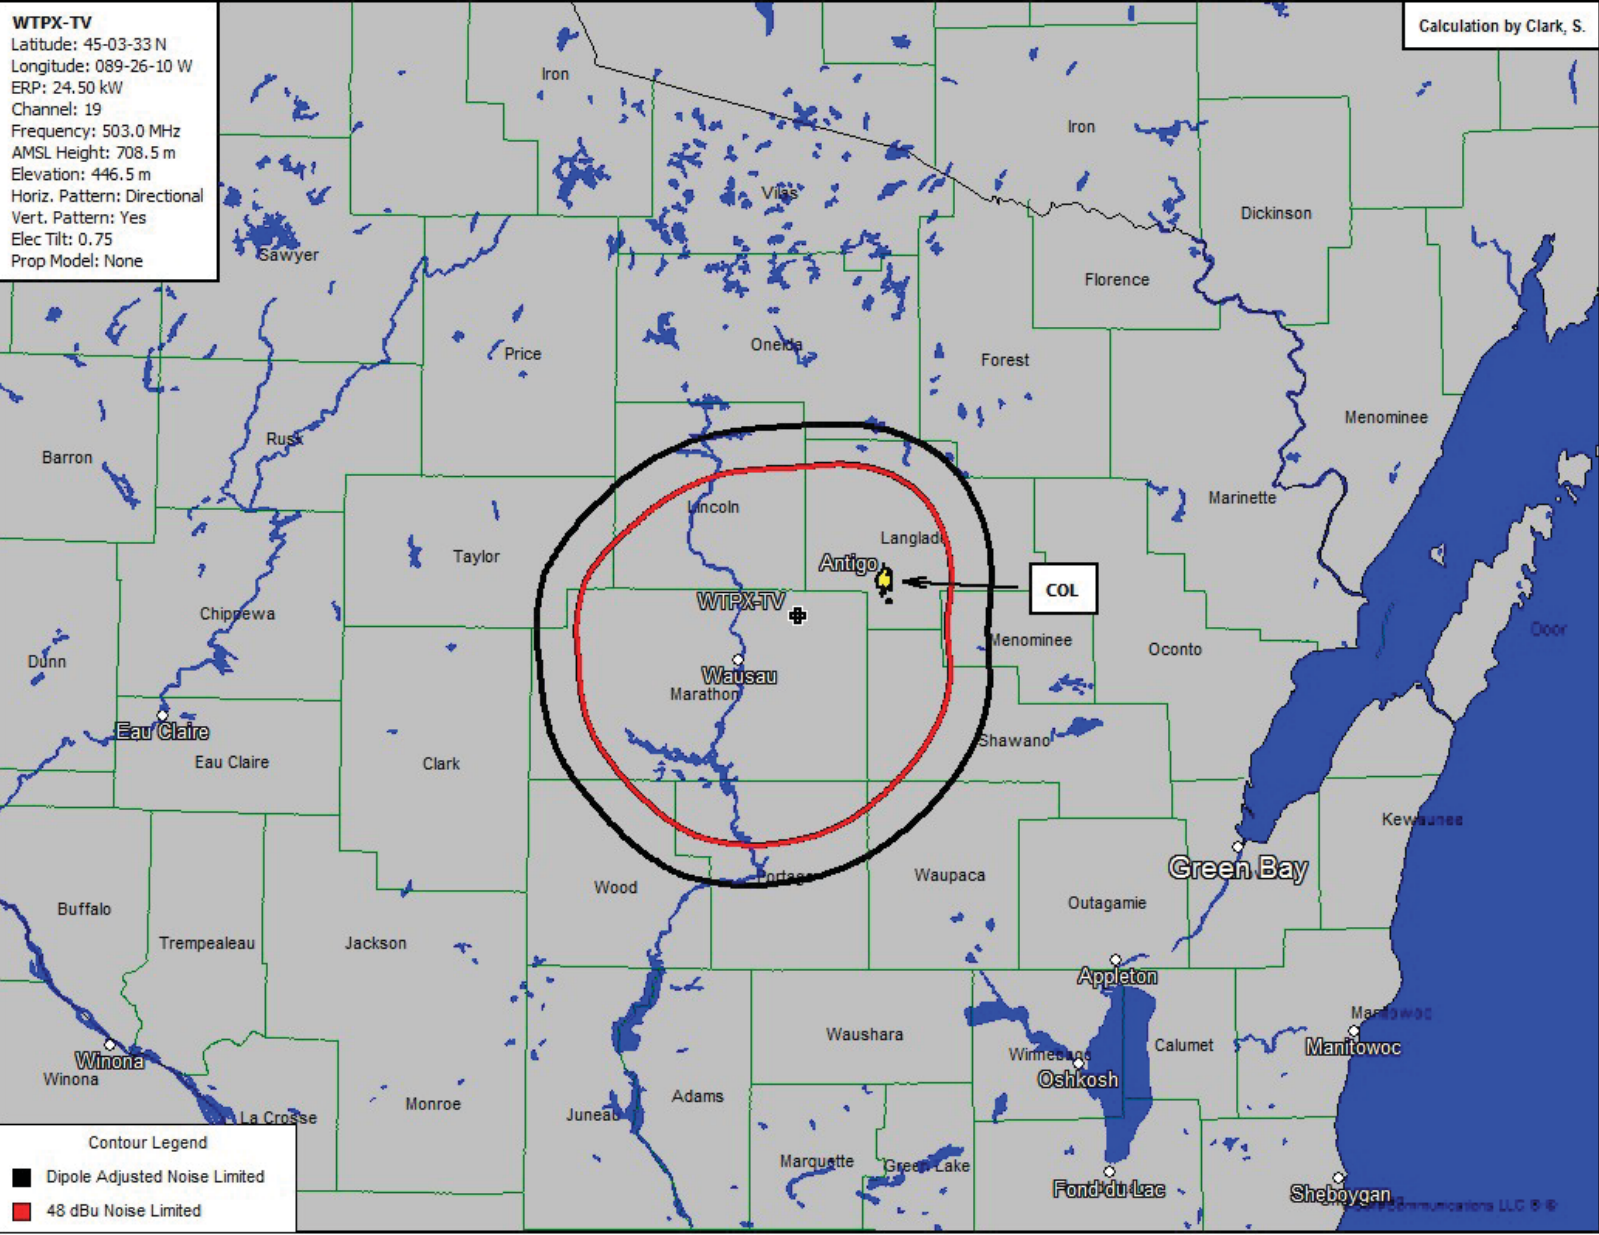 WTPX-TV
Latitude: 45-03-33 N
Longitude: 089-26-10 W
ERP: 24.50 kW
Channel: 19
Frequency: 503.0 MHz
AMSL Height: 708.5 m
Elevation: 446.5 m
Horiz. Pattern: Directional
Vert. Pattern: Yes
Elec Tilt: 0.75
Prop Model: None
Calculation by Clark, S.
Iron
Iron
Vilas
Dickinson
Sawyer
Florence
Price
Oneida
Forest
Menominee
Rusk
Barron
Marinette
Lincoln
Langlade
Taylor
Antigo
COL
WTPX-TV
Chippewa
Door
Menominee
Oconto
Dunn
Wausau
Marathon
Eau Claire
Shawano
Eau Claire
Clark
Kewaunee
Green Bay
Portage
Waupaca
Wood
Outagamie
Buffalo
Trempealeau
Jackson
Appleton
Manitowoc
Waushara
Calumet
Manitowoc
Winnebago
Winona
Oshkosh
Winona
Adams
Monroe
Juneau
La Crosse
Marquette
Green Lake
Fond du Lac
Sheboygan
Communications LLC ® ©
Contour Legend
Dipole Adjusted Noise Limited
48 dBu Noise Limited